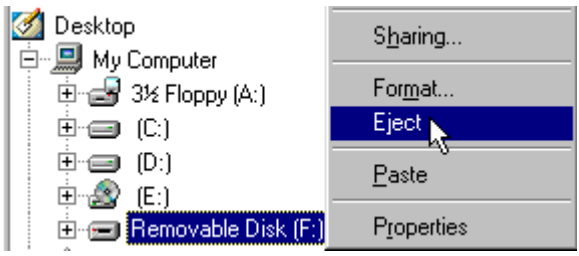 Desktop
My Computer
3½ Floppy (A:)
(C:)
(D:)
(E:)
Removable Disk (F:)
Sharing...
Format...
Eject
Paste
Properties